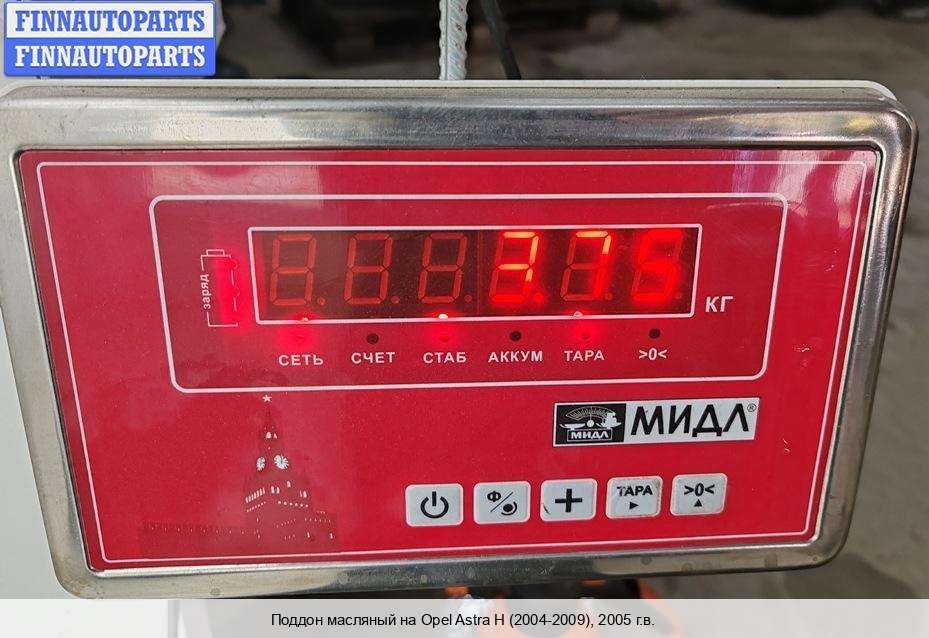 FINNAUTOPARTS
FINNAUTOPARTS
заряд
3.75
КГ
СЕТЬ СЧЕТ СТАБ АККУМ ТАРА >0<
МИДЛ МИДЛ®
Ф + ТАРА >0<
Поддон масляный на Opel Astra H (2004-2009), 2005 г.в.